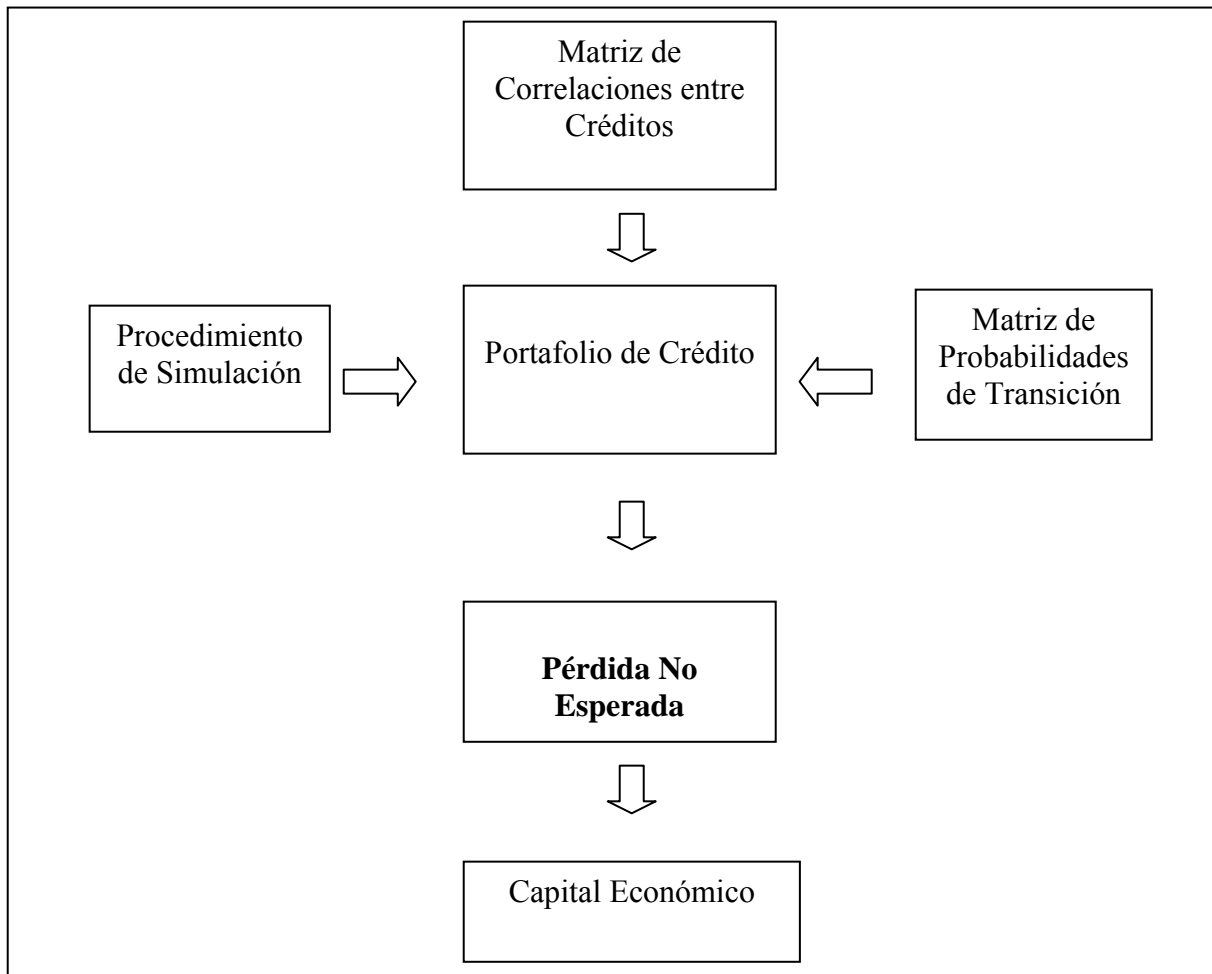 Matriz de
Correlaciones entre
Créditos
Procedimiento
de Simulación
Portafolio de Crédito
Matriz de
Probabilidades
de Transición
Pérdida No
Esperada
Capital Económico